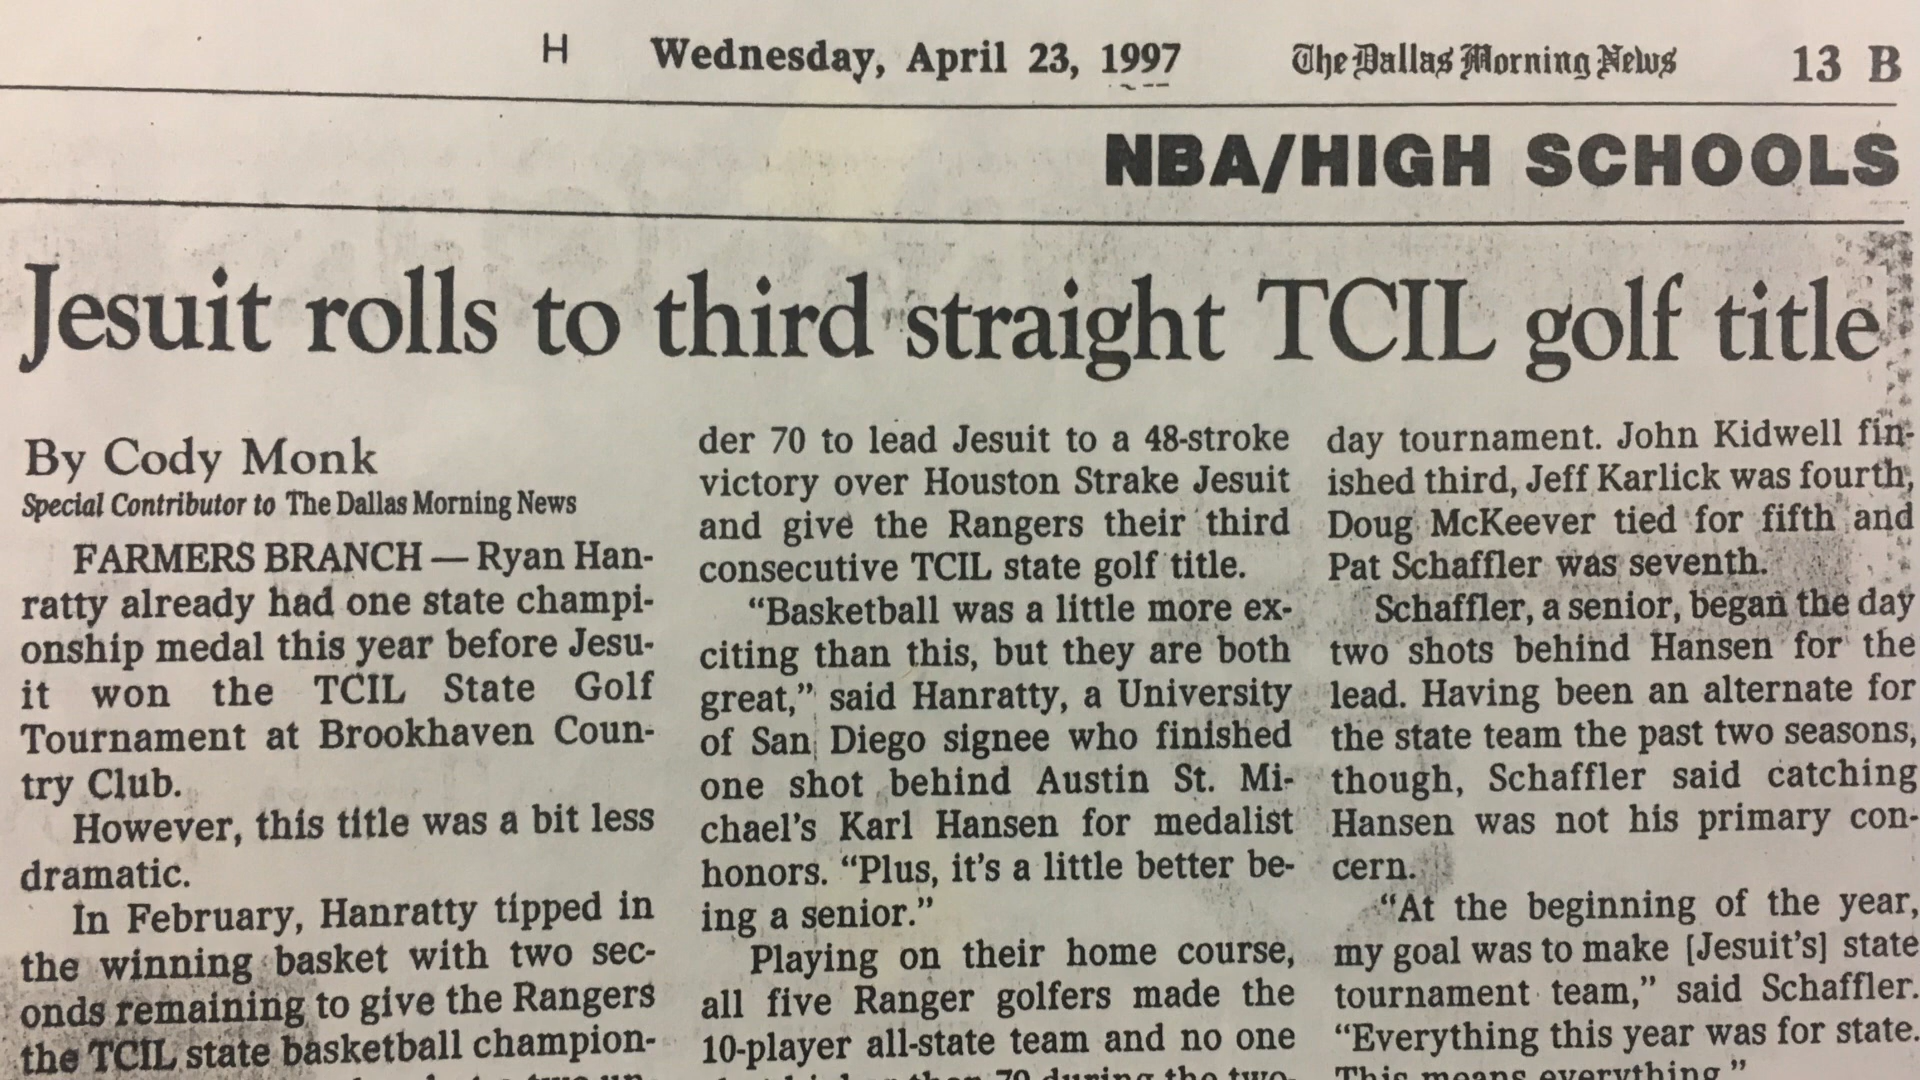 H Wednesday, April 23, 1997 The Dallas Morning News 13 B
NBA/HIGH SCHOOLS
Jesuit rolls to third straight TCIL golf title
By Cody Monk
Special Contributor to The Dallas Morning News
FARMERS BRANCH — Ryan Han-
ratty already had one state champi-
onship medal this year before Jesu-
it won the TCIL State Golf
Tournament at Brookhaven Coun-
try Club.
However, this title was a bit less
dramatic.
In February, Hanratty tipped in
the winning basket with two sec-
onds remaining to give the Rangers
the TCIL state basketball champion-
der 70 to lead Jesuit to a 48-stroke
victory over Houston Strake Jesuit
and give the Rangers their third
consecutive TCIL state golf title.
“Basketball was a little more ex-
citing than this, but they are both
great,” said Hanratty, a University
of San Diego signee who finished
one shot behind Austin St. Mi-
chael's Karl Hansen for medalist
honors. “Plus, it's a little better be-
ing a senior.”
Playing on their home course,
all five Ranger golfers made the
10-player all-state team and no one
than 79 during the two-
day tournament. John Kidwell fin-
ished third, Jeff Karlick was fourth,
Doug McKeever tied for fifth and
Pat Schaffler was seventh.
Schaffler, a senior, began the day
two shots behind Hansen for the
lead. Having been an alternate for
the state team the past two seasons,
though, Schaffler said catching
Hansen was not his primary con-
cern.
“At the beginning of the year,
my goal was to make [Jesuit's] state
tournament team,” said Schaffler.
“Everything this year was for state.
This means everything.”